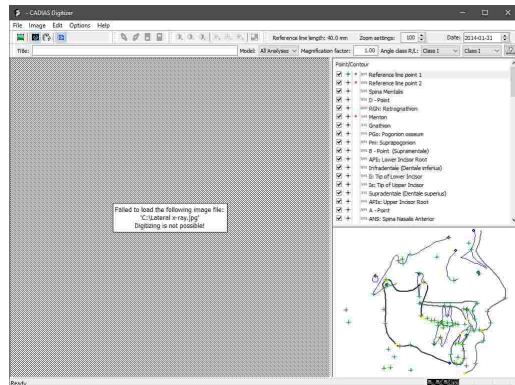 - CADIAS Digitizer
File Image Edit Options Help
Reference line length: 40.0 mm Zoom settings: 100 Date: 2014-01-31
Title: Model: All Analyses Magnification factor: 1.00 Angle class R/L: Class I Class I
Point/Contour
Reference line point 1
Reference line point 2
Spina Mentalis
D - Point
RGN: Retrognathion
Menton
Gnathion
PGo: Pogonion osseum
Pm: Suprapogonion
B - Point (Supramentale)
APIs: Lower Incisor Root
Infradentale (Dentale inferius)
Ii: Tip of Lower Incisor
Is: Tip of Upper Incisor
Supradentale (Dentale superius)
APIs: Upper Incisor Root
A - Point
ANS: Spina Nasalis Anterior
Failed to load the following image file:
'C:\Lateral x-ray.jpg'
Digitizing is not possible!
Ready